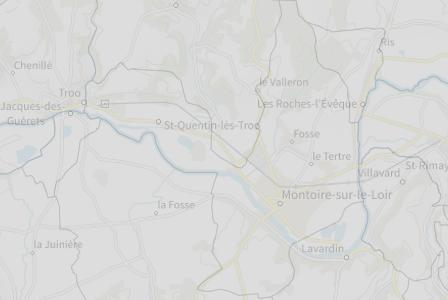 Ris
Chenillé
le Valleron
Troo
Les Roches-l'Évêque
Jacques-des-
Guérets
St-Quentin-lès-Troo
Fosse
le Tertre
St-Rimay
Villavard
Montoire-sur-le-Loir
la Fosse
la Juinière
Lavardin